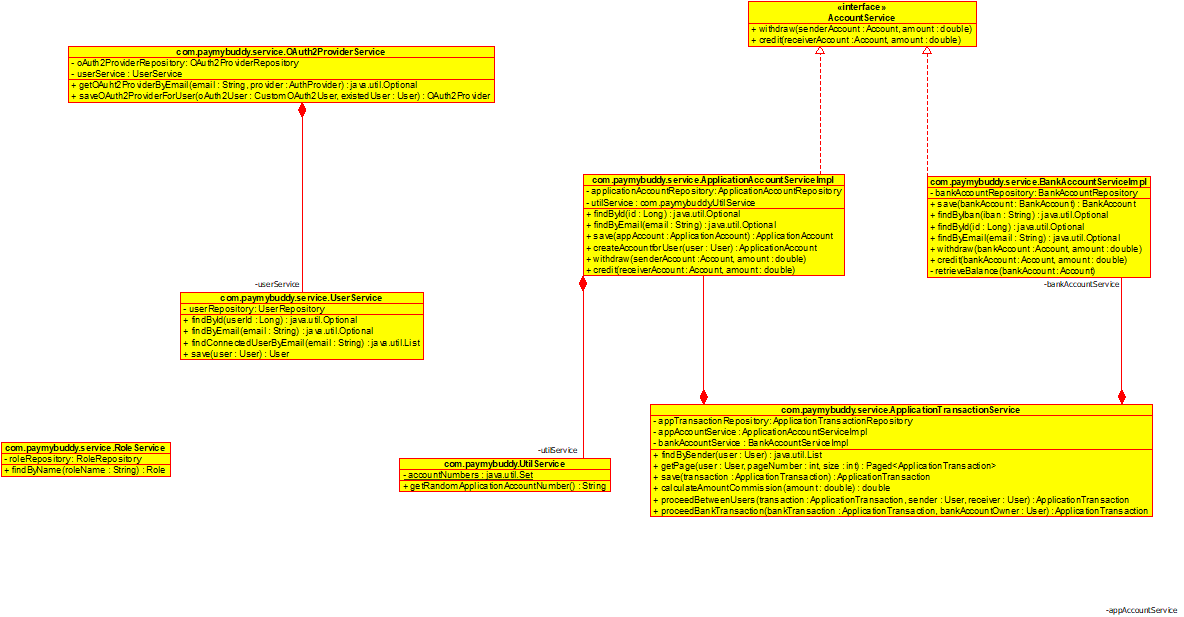 «interface»
AccountService
+ withdraw(senderAccount : Account, amount : double)
+ credit(receiverAccount : Account, amount : double)
com.paymybuddy.service.OAuth2ProviderService
- oAuth2ProviderRepository: OAuth2ProviderRepository
- userService : UserService
+ getOAuht2ProviderByEmail(email : String, provider : AuthProvider) : java.util.Optional
+ saveOAuth2ProviderForUser(oAuth2User : CustomOAuth2User, existedUser : User) : OAuth2Provider
com.paymybuddy.service.ApplicationAccountServiceImpl
- applicationAccountRepository: ApplicationAccountRepository
- utilService : com.paymybuddyUtilService
+ findById(id : Long) : java.util.Optional
+ findByEmail(email : String) : java.util.Optional
+ save(appAccount : ApplicationAccount) : ApplicationAccount
+ createAccountforUser(user : User) : ApplicationAccount
+ withdraw(senderAccount : Account, amount : double)
+ credit(receiverAccount : Account, amount : double)
com.paymybuddy.service.BankAccountServiceImpl
- bankAccountRepository: BankAccountRepository
+ save(bankAccount : BankAccount) : BankAccount
+ findByIban(iban : String) : java.util.Optional
+ findById(id : Long) : java.util.Optional
+ findByEmail(email : String) : java.util.Optional
+ withdraw(bankAccount : Account, amount : double)
+ credit(bankAccount : Account, amount : double)
- retrieveBalance(bankAccount : Account)
-userService
-bankAccountService
com.paymybuddy.service.UserService
- userRepository: UserRepository
+ findById(userId : Long) : java.util.Optional
+ findByEmail(email : String) : java.util.Optional
+ findConnectedUserByEmail(email : String) : java.util.List
+ save(user : User) : User
com.paymybuddy.service.ApplicationTransactionService
- appTransactionRepository: ApplicationTransactionRepository
- appAccountService : ApplicationAccountServiceImpl
- bankAccountService : BankAccountServiceImpl
+ findBySender(user : User) : java.util.List
+ getPage(user : User, pageNumber : int, size : int) : Paged<ApplicationTransaction>
+ save(transaction : ApplicationTransaction) : ApplicationTransaction
+ calculateAmountCommission(amount : double) : double
+ proceedBetweenUsers(transaction : ApplicationTransaction, sender : User, receiver : User) : ApplicationTransaction
+ proceedBankTransaction(bankTransaction : ApplicationTransaction, bankAccountOwner : User) : ApplicationTransaction
com.paymybuddy.service.RoleService
- roleRepository: RoleRepository
+ findByName(roleName : String) : Role
-utilService
com.paymybuddy.UtilService
- accountNumbers : java.util.Set
+ getRandomApplicationAccountNumber() : String
-appAccountService